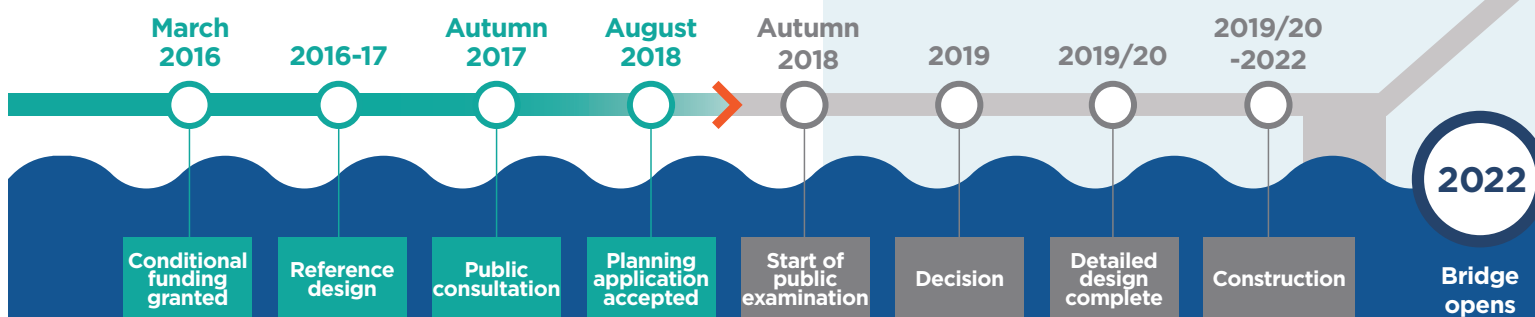 March
2016
2016-17
Autumn
2017
August
2018
Autumn
2018
2019
2019/20
2019/20
-2022
2022
Conditional
funding
granted
Reference
design
Public
consultation
Planning
application
accepted
Start of
public
examination
Decision
Detailed
design
complete
Construction
Bridge
opens